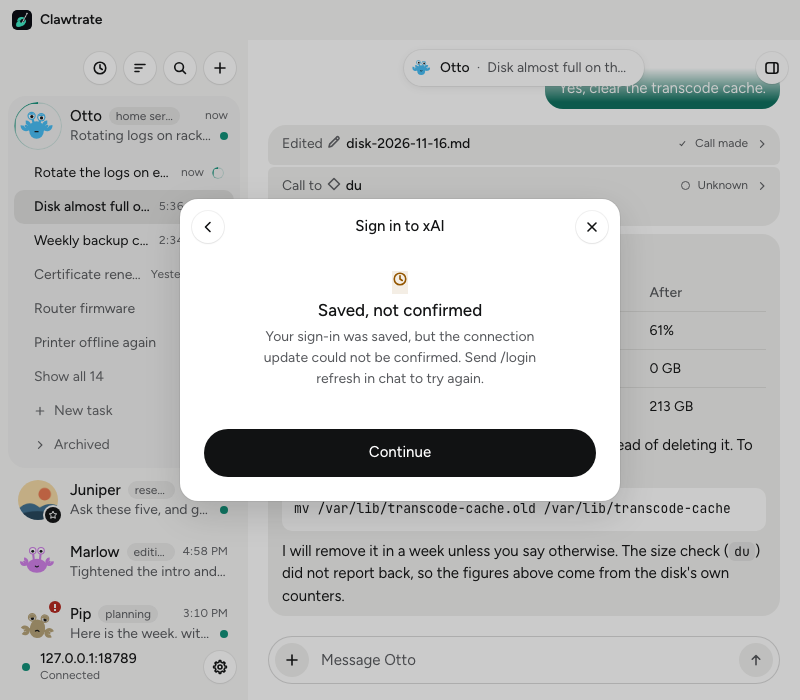 Clawtrate
Otto home ser... now
Rotating logs on rack...
Rotate the logs on e... now
Disk almost full o... 5:36
Weekly backup c... 2:34
Certificate rene... Yeste
Router firmware
Printer offline again
Show all 14
New task
Archived
Juniper rese...
Ask these five, and g...
Marlow editi... 4:58 PM
Tightened the intro and...
Pip planning 3:10 PM
Here is the week. wit...
127.0.0.1:18789
Connected
Otto · Disk almost full on th...
Yes, clear the transcode cache.
Edited disk-2026-11-16.md Call made
Call to du Unknown
After
61%
0 GB
213 GB
ead of deleting it. To
mv /var/lib/transcode-cache.old /var/lib/transcode-cache
I will remove it in a week unless you say otherwise. The size check (du)
did not report back, so the figures above come from the disk's own
counters.
Message Otto
Sign in to xAI
Saved, not confirmed
Your sign-in was saved, but the connection
update could not be confirmed. Send /login
refresh in chat to try again.
Continue